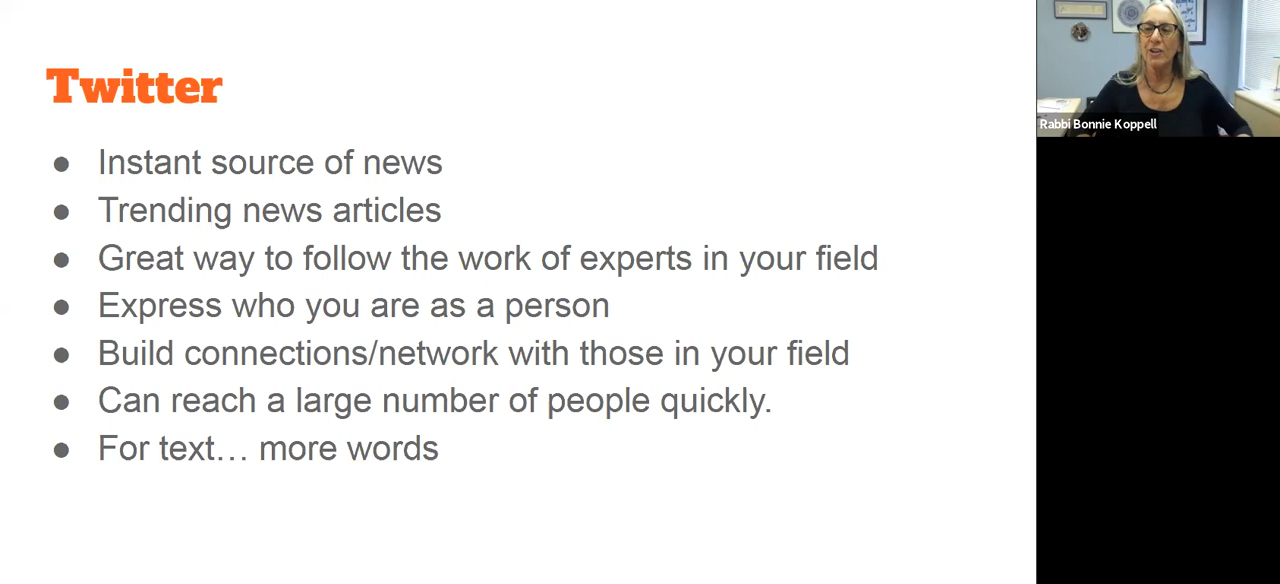 Twitter
● Instant source of news
● Trending news articles
● Great way to follow the work of experts in your field
● Express who you are as a person
● Build connections/network with those in your field
● Can reach a large number of people quickly.
● For text… more words
Rabbi Bonnie Koppell